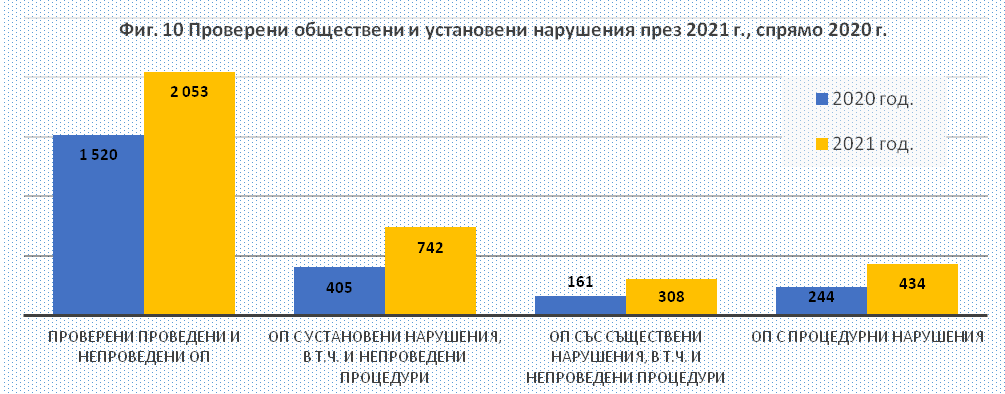 Фиг. 10 Проверени обществени и установени нарушения през 2021 г., спрямо 2020 г.
2 053
2020 год.
1 520
2021 год.
742
405
161
308
244
434
ПРОВЕРЕНИ ПРОВЕДЕНИ И
НЕПРОВЕДЕНИ ОП
ОП С УСТАНОВЕНИ НАРУШЕНИЯ,
В Т.Ч. И НЕПРОВЕДЕНИ
ПРОЦЕДУРИ
ОП СЪС СЪЩЕСТВЕНИ
НАРУШЕНИЯ, В Т.Ч. И
НЕПРОВЕДЕНИ ПРОЦЕДУРИ
ОП С ПРОЦЕДУРНИ НАРУШЕНИЯ